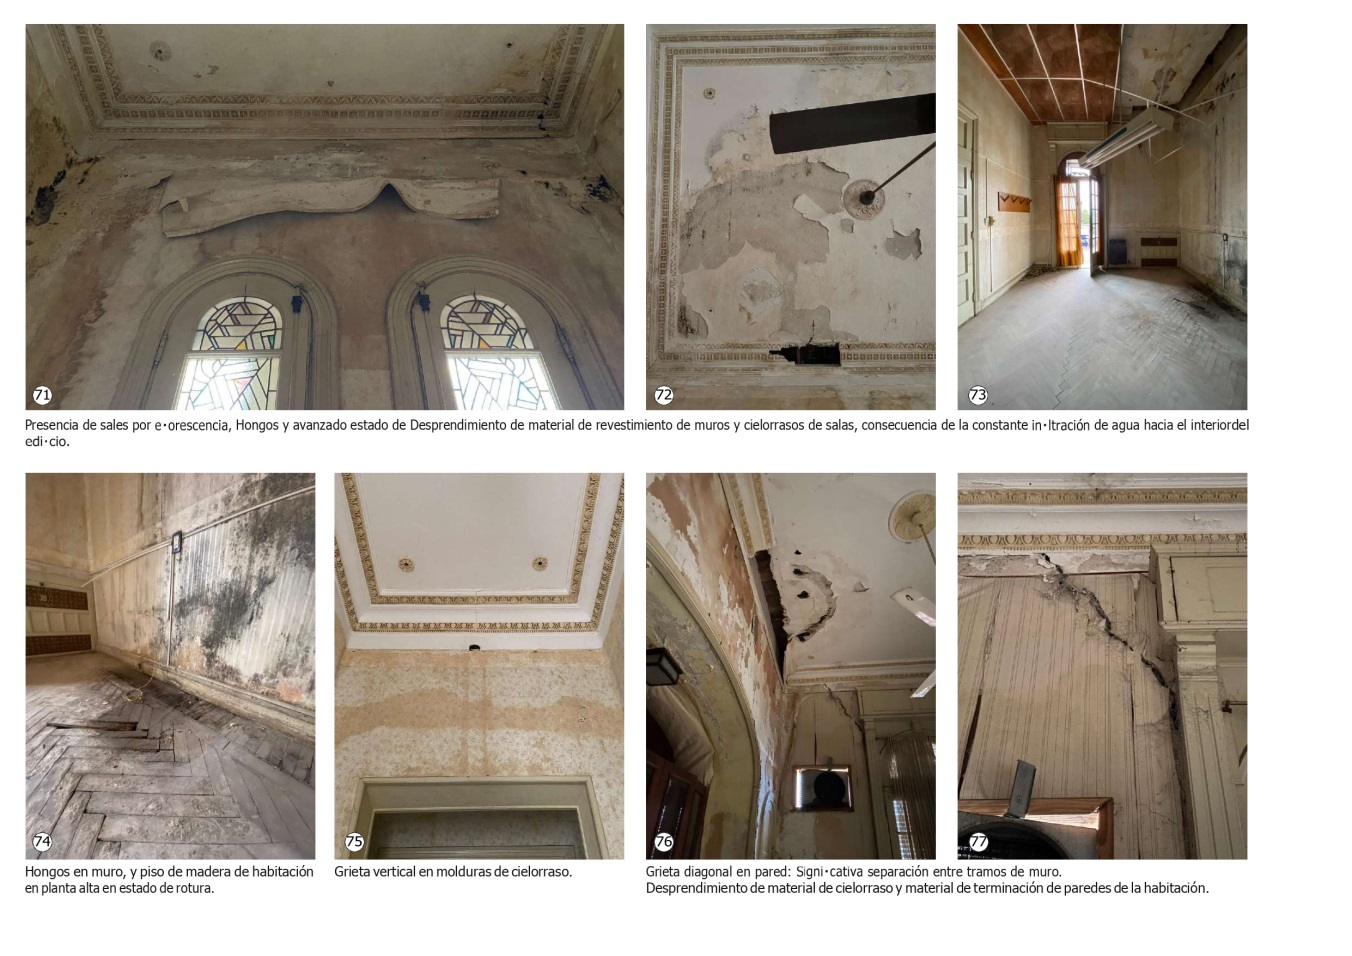 71
72
73
Presencia de sales por e•orescencia, Hongos y avanzado estado de Desprendimiento de material de revestimiento de muros y cielorrasos de salas, consecuencia de la constante in•ltración de agua hacia el interiordel
edi•cio.
74
75
76
77
Hongos en muro, y piso de madera de habitación
en planta alta en estado de rotura.
Grieta vertical en molduras de cielorraso.
Grieta diagonal en pared: Signi•cativa separación entre tramos de muro.
Desprendimiento de material de cielorraso y material de terminación de paredes de la habitación.